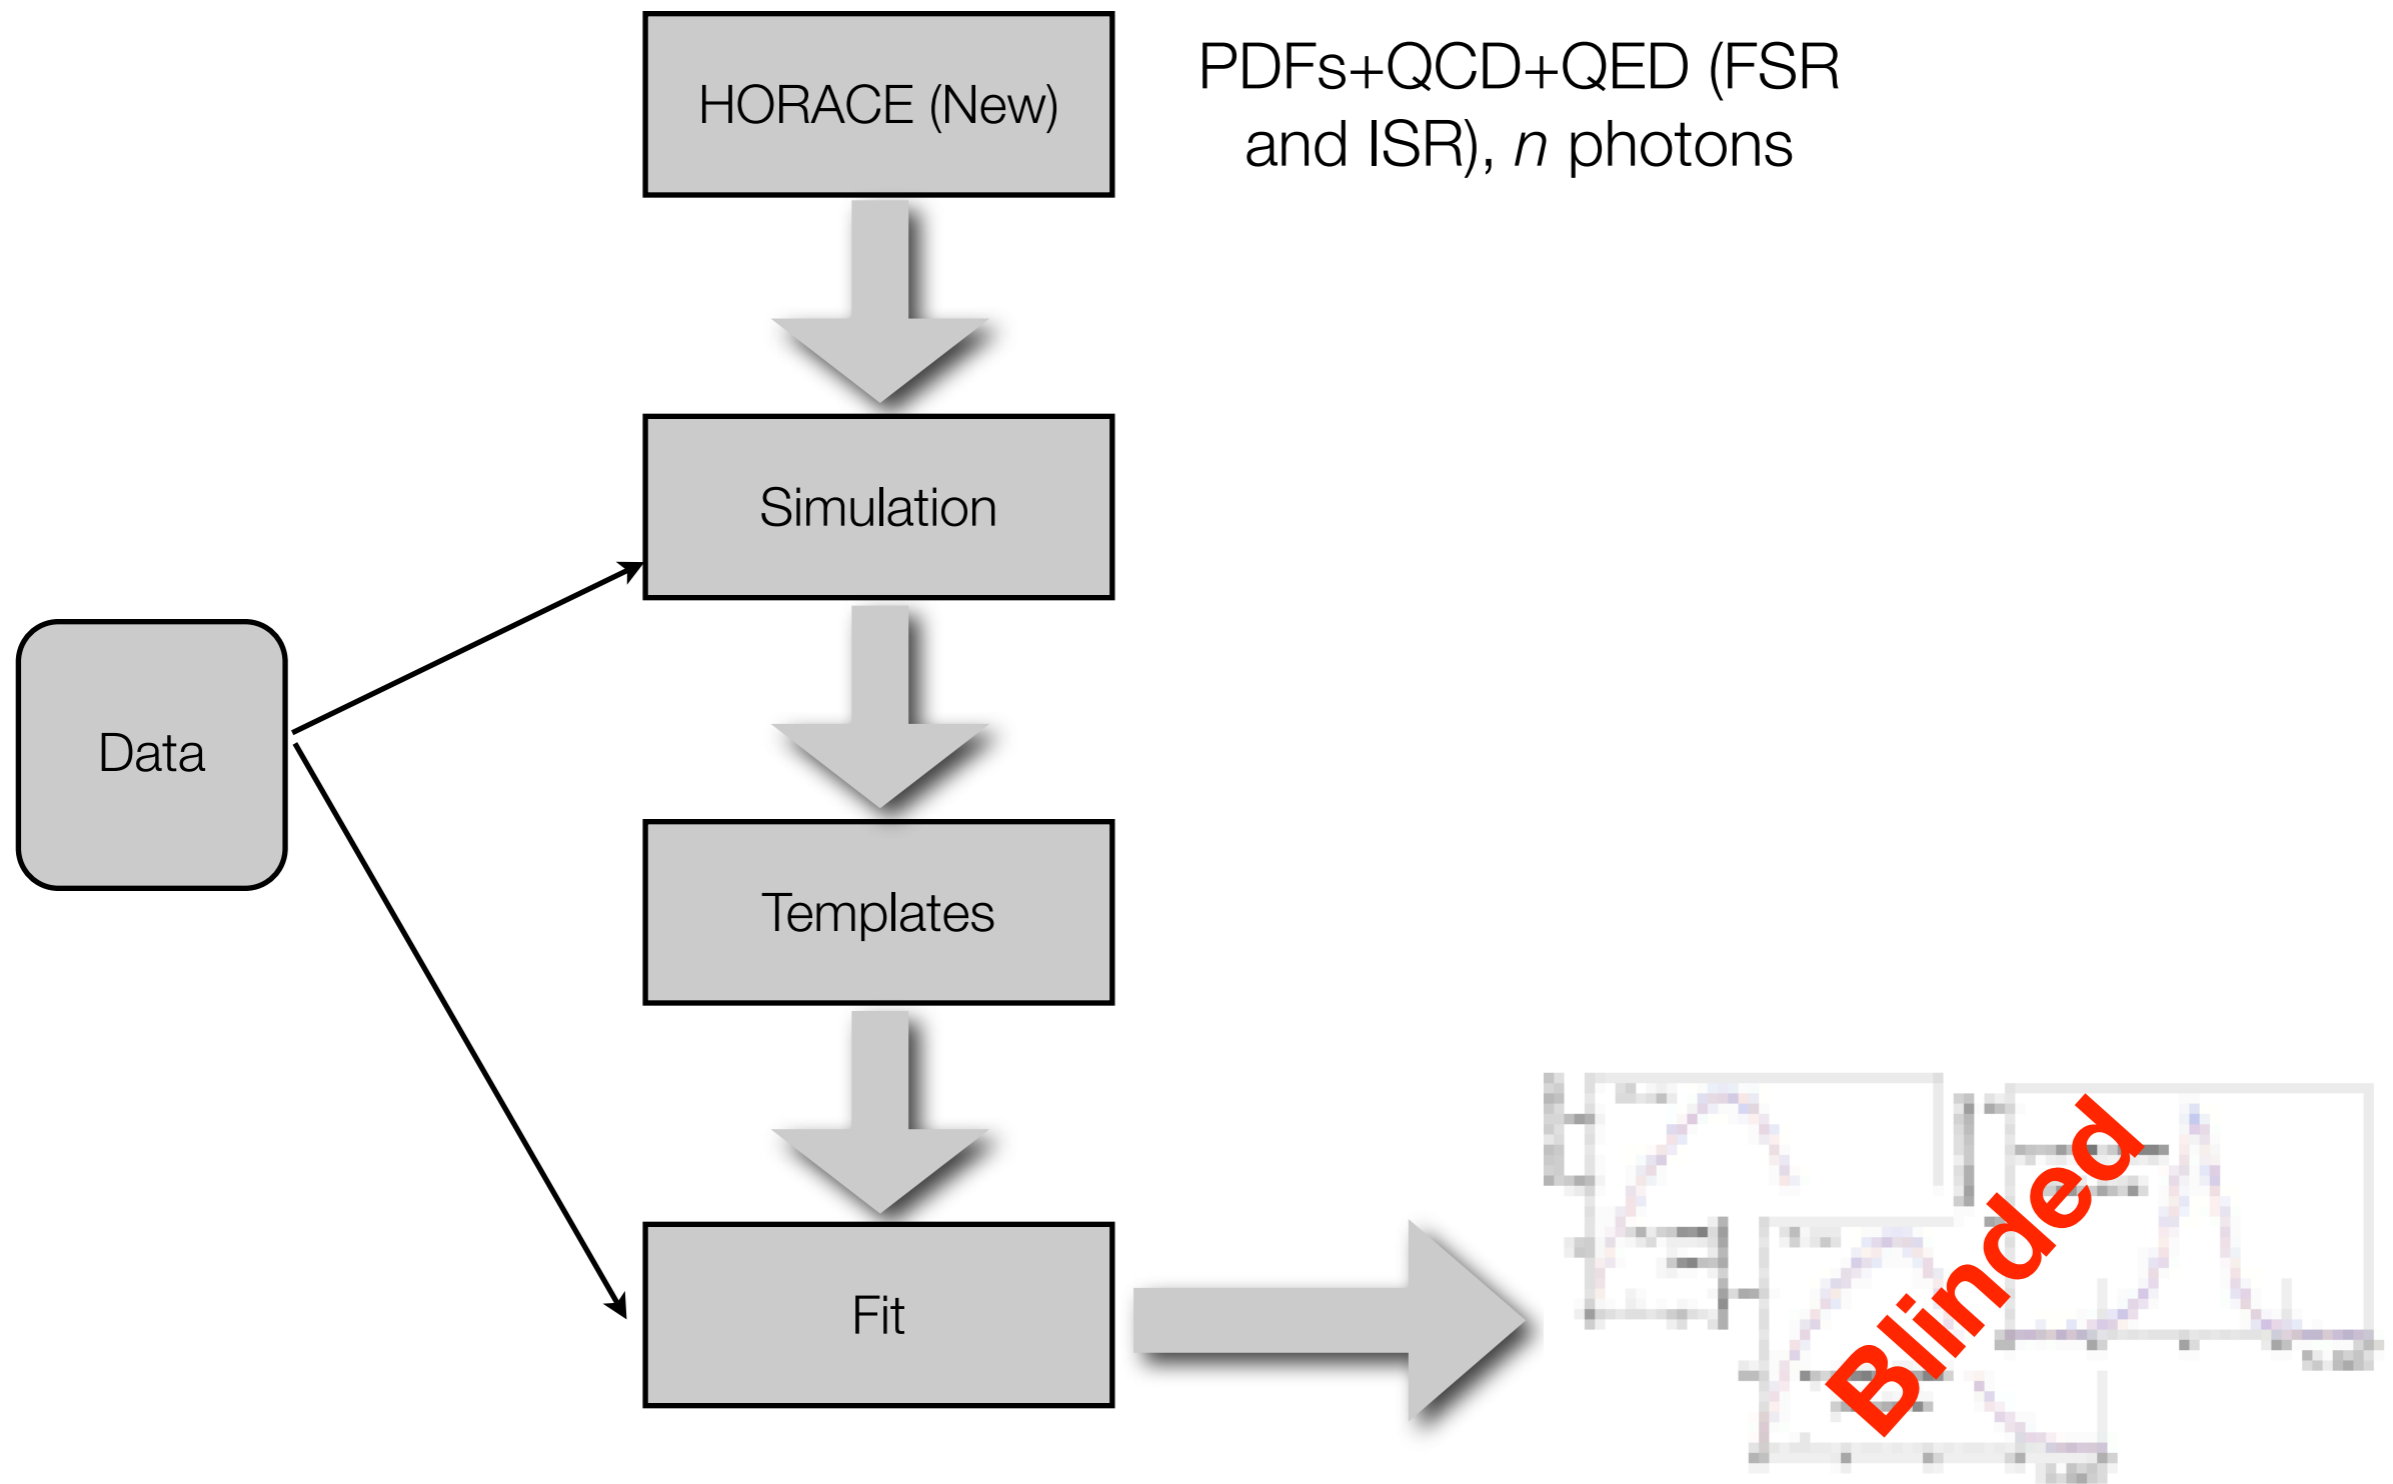 HORACE (New)
PDFs+QCD+QED (FSR
and ISR), n photons
Simulation
Data
Templates
Fit
Blinded